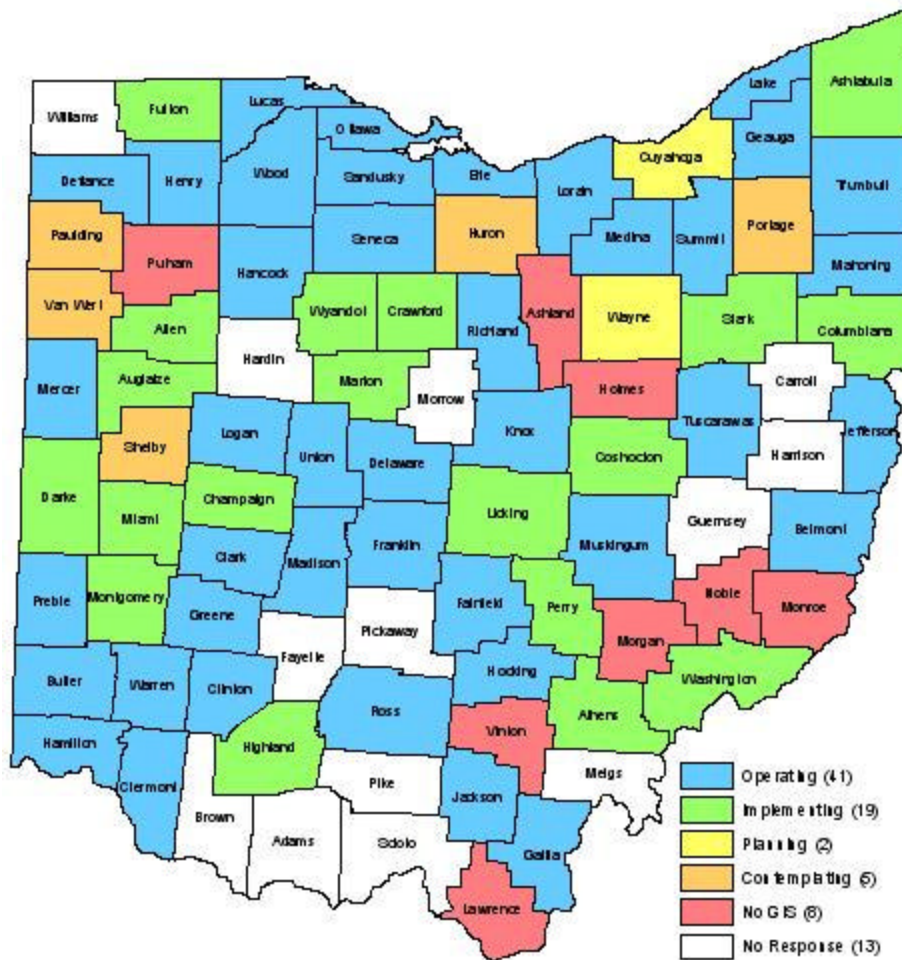 Williams
Fulton
Lucas
Ottawa
Lake
Ashtabula
Geauga
Cuyahoga
Defiance
Henry
Wood
Sandusky
Erie
Lorain
Trumbull
Paulding
Putnam
Hancock
Seneca
Huron
Medina
Summit
Portage
Mahoning
Van Wert
Allen
Wyandot
Crawford
Richland
Ashland
Wayne
Stark
Columbiana
Mercer
Auglaize
Hardin
Marion
Morrow
Holmes
Carroll
Shelby
Logan
Union
Delaware
Knox
Coshocton
Tuscarawas
Harrison
Jefferson
Darke
Miami
Champaign
Licking
Guernsey
Belmont
Clark
Madison
Franklin
Muskingum
Preble
Montgomery
Greene
Fayette
Pickaway
Fairfield
Perry
Morgan
Noble
Monroe
Butler
Warren
Clinton
Ross
Hocking
Athens
Washington
Hamilton
Clermont
Highland
Pike
Vinton
Meigs
Brown
Adams
Scioto
Jackson
Gallia
Lawrence
Operating (41)
Implementing (19)
Planning (2)
Contemplating (5)
No GIS (8)
No Response (13)